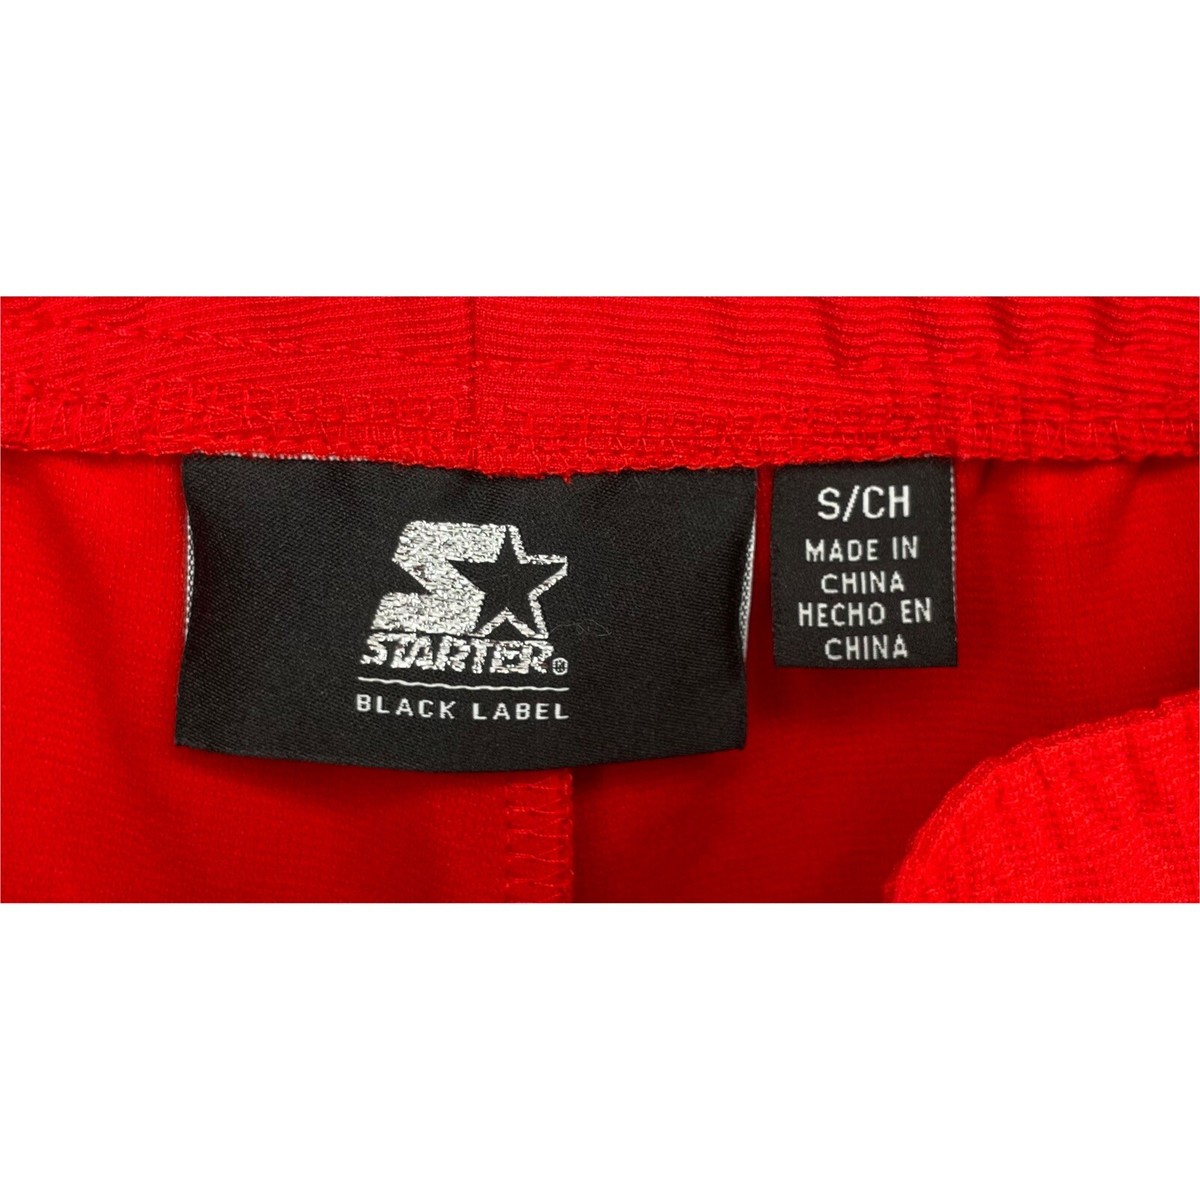 STARTER®
BLACK LABEL
S/CH
MADE IN
CHINA
HECHO EN
CHINA